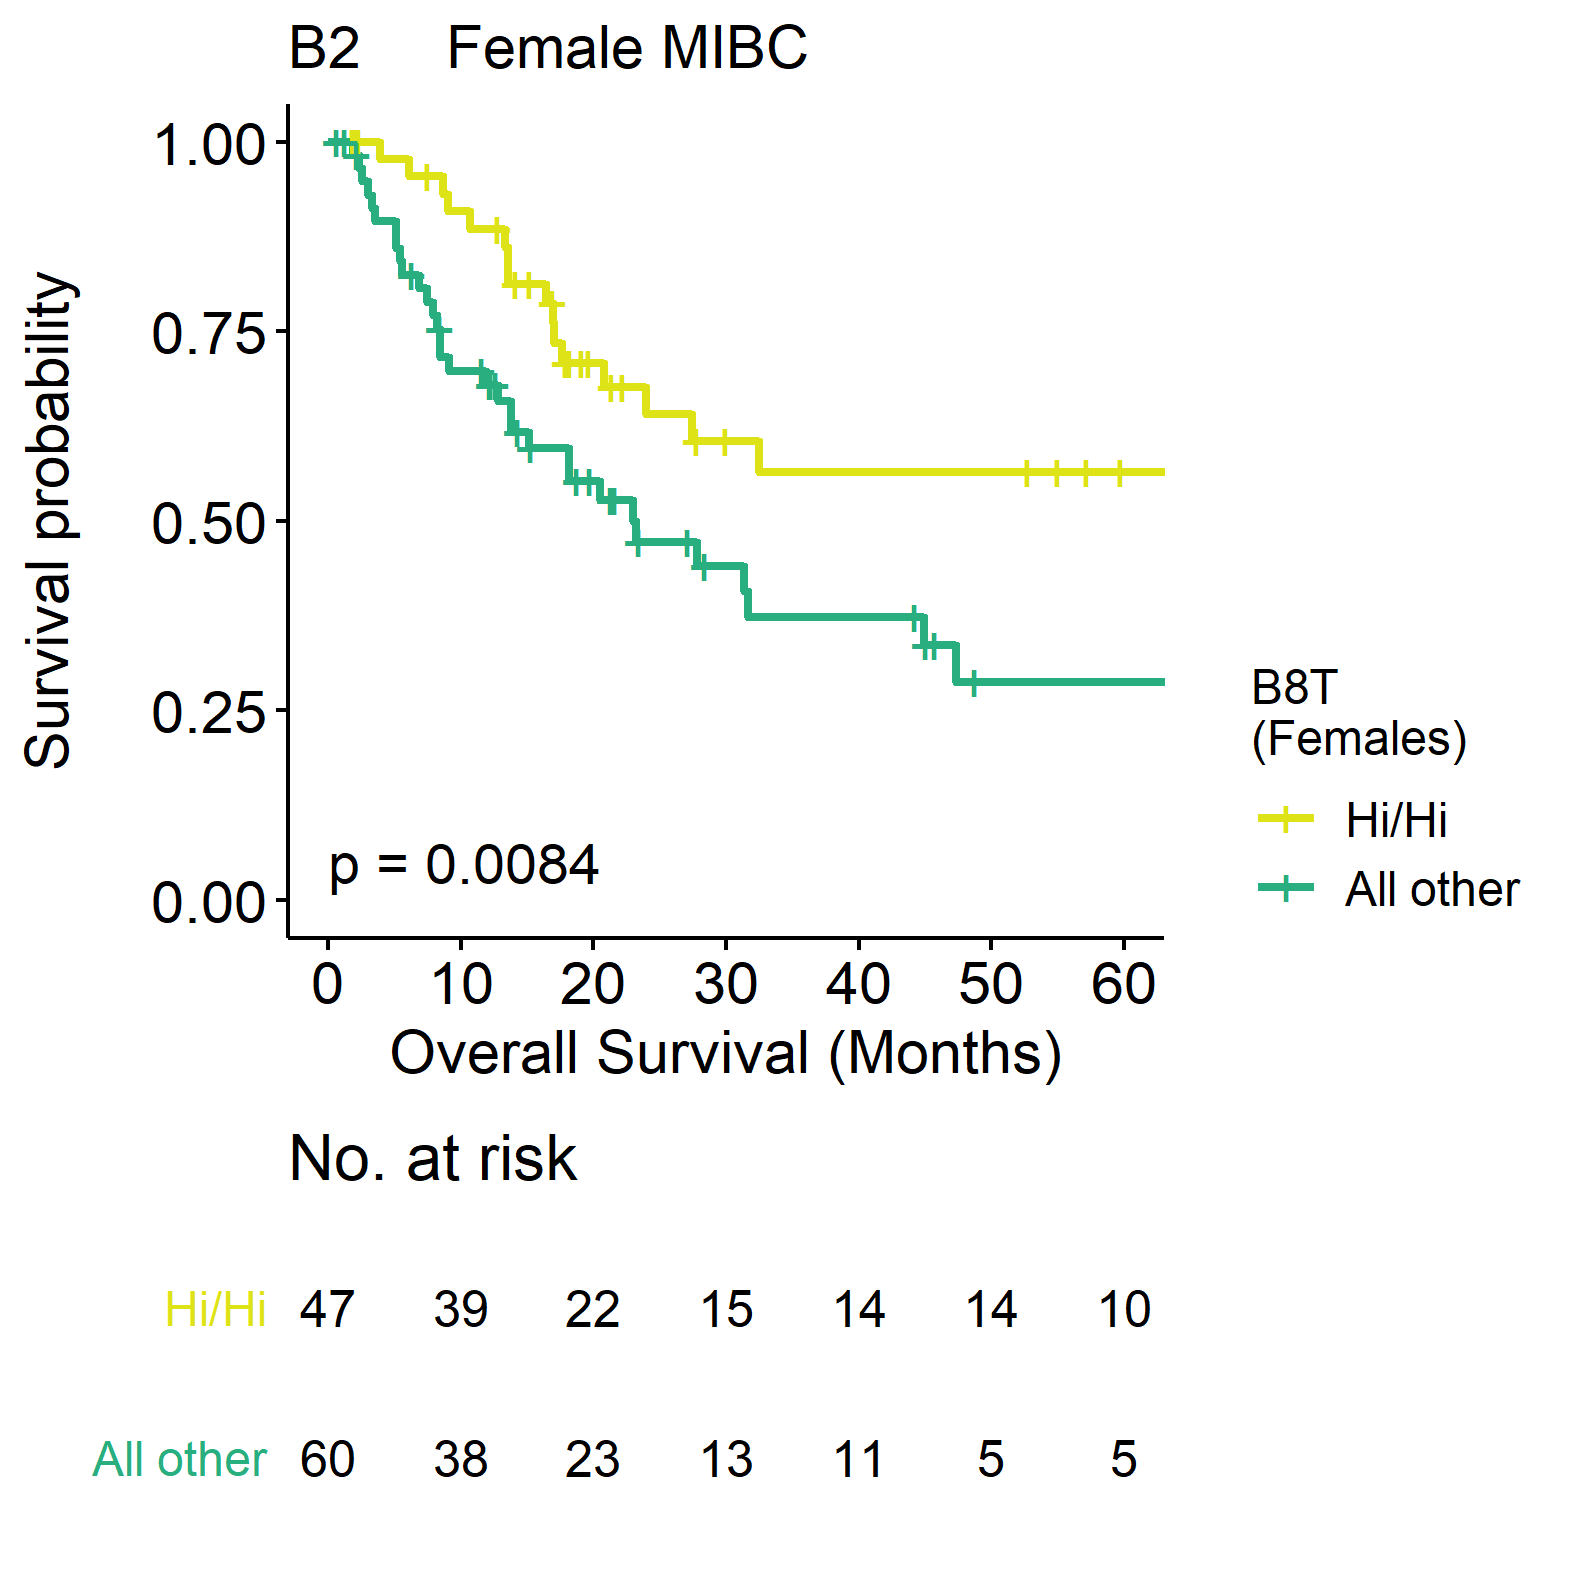 B2 Female MIBC
Survival probability
1.00
0.75
0.50
0.25
0.00
p = 0.0084
0 10 20 30 40 50 60
Overall Survival (Months)
B8T
(Females)
Hi/Hi
All other
No. at risk
Hi/Hi 47 39 22 15 14 14 10
All other 60 38 23 13 11 5 5